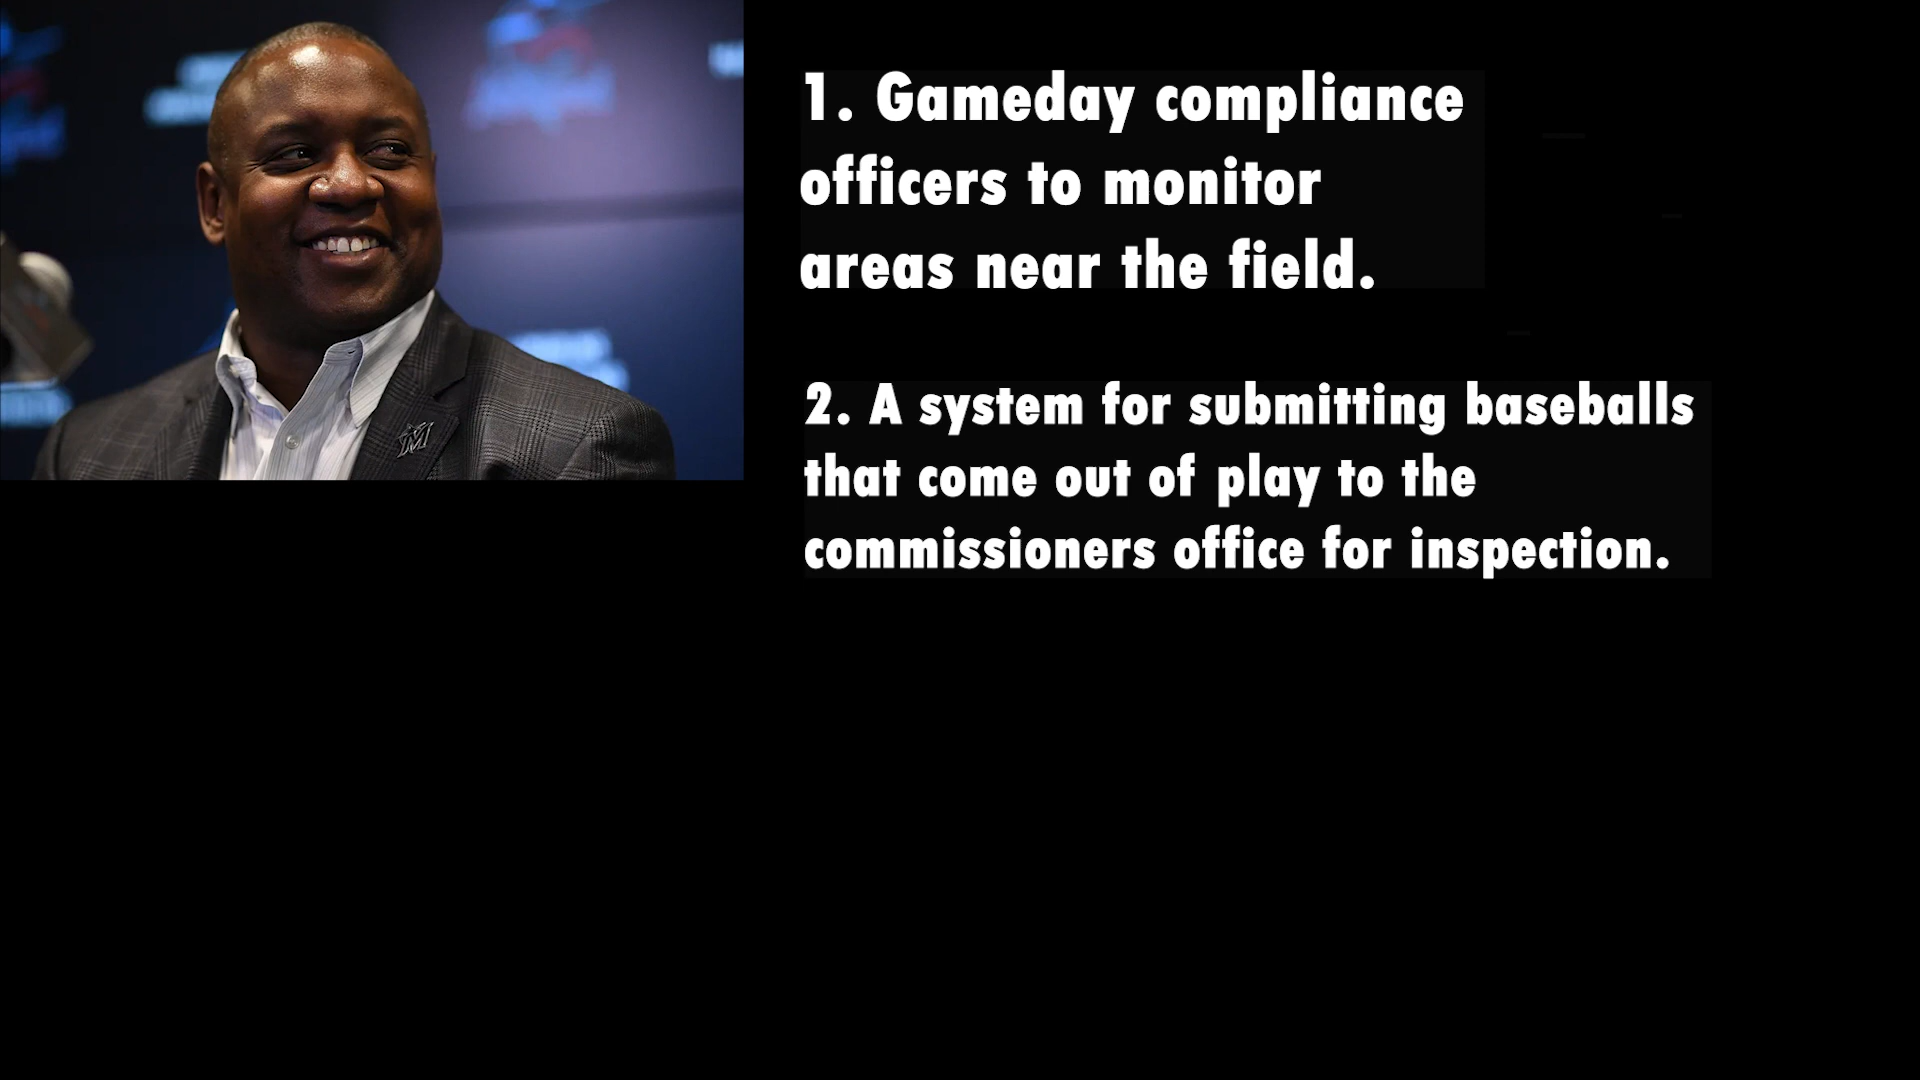 1. Gameday compliance
officers to monitor
areas near the field.
2. A system for submitting baseballs
that come out of play to the
commissioners office for inspection.